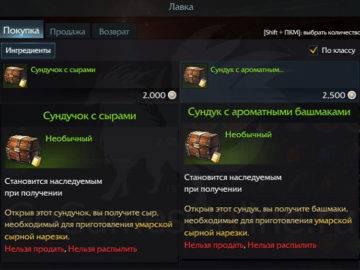 Лавка
Покупка Продажа Возврат
[Shift + ПКМ]: выбрать количество
Ингредиенты
По классу
Сундучок с сырами
2,000
Сундук с ароматным...
2,500
Сундучок с сырами
Необычный
Становится наследуемым
при получении
Открыв этот сундучок, вы получите сыр,
необходимый для приготовления умарской
сырной нарезки.
Нельзя продать, Нельзя распылить
Сундук с ароматными башмаками
Необычный
Становится наследуемым
при получении
Открыв этот сундук, вы получите башмаки,
необходимые для приготовления умарской
сырной нарезки.
Нельзя продать, Нельзя распылить